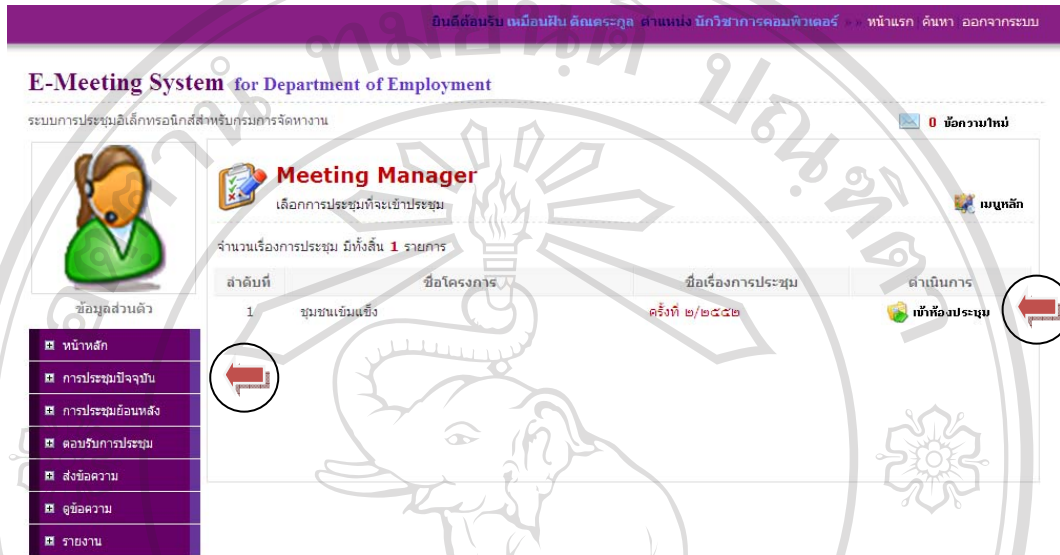 ยินดีต้อนรับ เหมือนฝัน ดิณตระกูล ตำแหน่ง นักวิชาการคอมพิวเตอร์ »» หน้าแรก ค้นหา ออกจากระบบ
E-Meeting System for Department of Employment
ระบบการประชุมอิเล็กทรอนิกส์สำหรับกรมการจัดหางาน
0 ข้อความใหม่
Meeting Manager
เลือกการประชุมที่จะเข้าประชุม
เมนูหลัก
จำนวนเรื่องการประชุม มีทั้งสิ้น 1 รายการ
ลำดับที่ ชื่อโครงการ ชื่อเรื่องการประชุม ดำเนินการ
1 ชุมชนเข้มแข็ง ครั้งที่ ๒/๒๕๕๒ เข้าห้องประชุม
ข้อมูลส่วนตัว
หน้าหลัก
การประชุมปัจจุบัน
การประชุมย้อนหลัง
ตอบรับการประชุม
ส่งข้อความ
ดูข้อความ
รายงาน